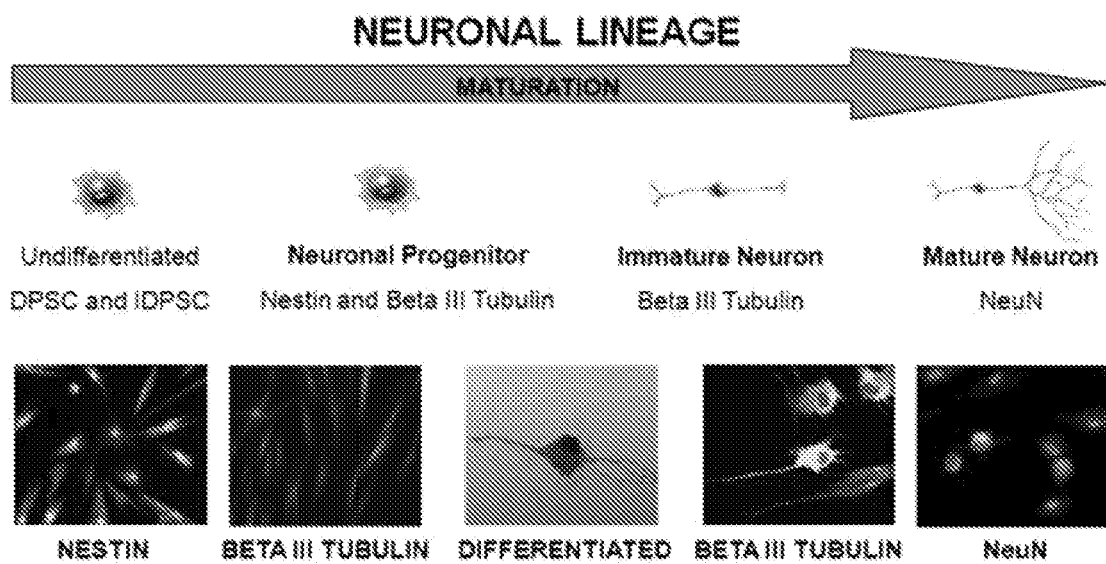 NEURONAL LINEAGE
MATURATION
Undifferentiated Neuronal Progenitor Immature Neuron Mature Neuron
DPSC and IDPSC Nestin and Beta III Tubulin Beta III Tubulin NeuN
NESTIN BETA III TUBULIN DIFFERENTIATED BETA III TUBULIN NeuN